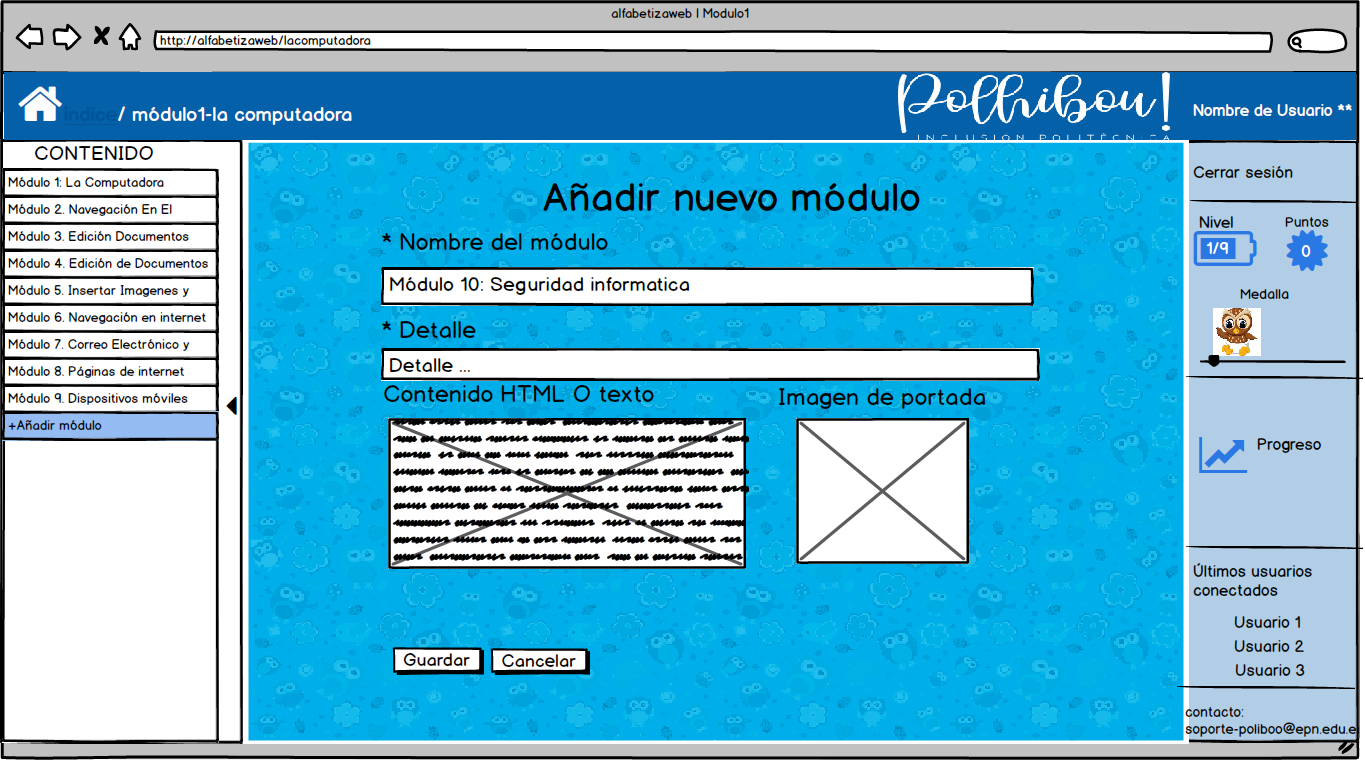 alfabetizaweb | Modulo1
http://alfabetizaweb/lacomputadora
Indice/ módulo1-la computadora
Pollhibou!
INCLUSION POLITÉCNICA
Nombre de Usuario **
CONTENIDO
Módulo 1: La Computadora
Módulo 2. Navegación En El
Módulo 3. Edición Documentos
Módulo 4. Edición de Documentos
Módulo 5. Insertar Imagenes y
Módulo 6. Navegación en internet
Módulo 7. Correo Electrónico y
Módulo 8. Páginas de internet
Módulo 9. Dispositivos móviles
+Añadir módulo
Añadir nuevo módulo
* Nombre del módulo
Módulo 10: Seguridad informatica
* Detalle
Detalle ...
Contenido HTML O texto
Imagen de portada
Guardar
Cancelar
Cerrar sesión
Nivel
Puntos
1/9
0
Medalla
Progreso
Últimos usuarios
conectados
Usuario 1
Usuario 2
Usuario 3
contacto:
soporte-poliboo@epn.edu.e